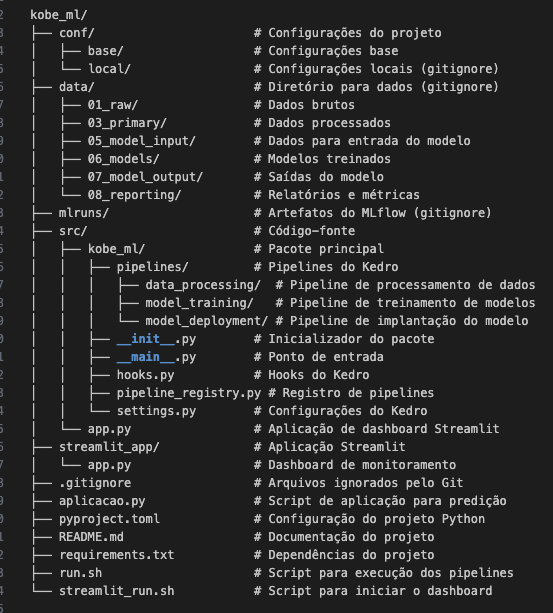 kobe_ml/
├── conf/ # Configurações do projeto
│   ├── base/ # Configurações base
│   └── local/ # Configurações locais (gitignore)
├── data/ # Diretório para dados (gitignore)
│   ├── 01_raw/ # Dados brutos
│   ├── 03_primary/ # Dados processados
│   ├── 05_model_input/ # Dados para entrada do modelo
│   ├── 06_models/ # Modelos treinados
│   ├── 07_model_output/ # Saídas do modelo
│   └── 08_reporting/ # Relatórios e métricas
├── mlruns/ # Artefatos do MLflow (gitignore)
├── src/ # Código-fonte
│   ├── kobe_ml/ # Pacote principal
│   │   ├── pipelines/ # Pipelines do Kedro
│   │   │   ├── data_processing/ # Pipeline de processamento de dados
│   │   │   ├── model_training/ # Pipeline de treinamento de modelos
│   │   │   └── model_deployment/ # Pipeline de implantação do modelo
│   │   ├── __init__.py # Inicializador do pacote
│   │   ├── __main__.py # Ponto de entrada
│   │   ├── hooks.py # Hooks do Kedro
│   │   ├── pipeline_registry.py # Registro de pipelines
│   │   └── settings.py # Configurações do Kedro
│   └── app.py # Aplicação de dashboard Streamlit
├── streamlit_app/ # Aplicação Streamlit
│   └── app.py # Dashboard de monitoramento
├── .gitignore # Arquivos ignorados pelo Git
├── aplicacao.py # Script de aplicação para predição
├── pyproject.toml # Configuração do projeto Python
├── README.md # Documentação do projeto
├── requirements.txt # Dependências do projeto
├── run.sh # Script para execução dos pipelines
└── streamlit_run.sh # Script para iniciar o dashboard